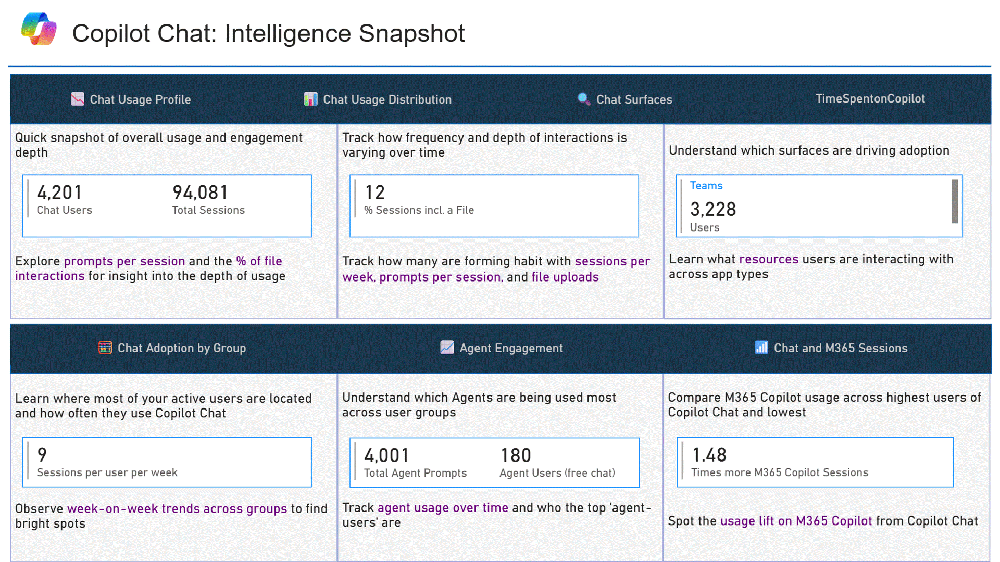 Copilot Chat: Intelligence Snapshot
Chat Usage Profile
Chat Usage Distribution
Chat Surfaces
TimeSpentonCopilot
Quick snapshot of overall usage and engagement
depth
4,201
Chat Users
94,081
Total Sessions
Explore prompts per session and the % of file
interactions for insight into the depth of usage
Track how frequency and depth of interactions is
varying over time
12
% Sessions incl. a File
Track how many are forming habit with sessions per
week, prompts per session, and file uploads
Understand which surfaces are driving adoption
Teams
3,228
Users
Learn what resources users are interacting with
across app types
Chat Adoption by Group
Agent Engagement
Chat and M365 Sessions
Learn where most of your active users are located
and how often they use Copilot Chat
9
Sessions per user per week
Observe week-on-week trends across groups to find
bright spots
Understand which Agents are being used most
across user groups
4,001
Total Agent Prompts
180
Agent Users (free chat)
Track agent usage over time and who the top 'agent-
users' are
Compare M365 Copilot usage across highest users of
Copilot Chat and lowest
1.48
Times more M365 Copilot Sessions
Spot the usage lift on M365 Copilot from Copilot Chat